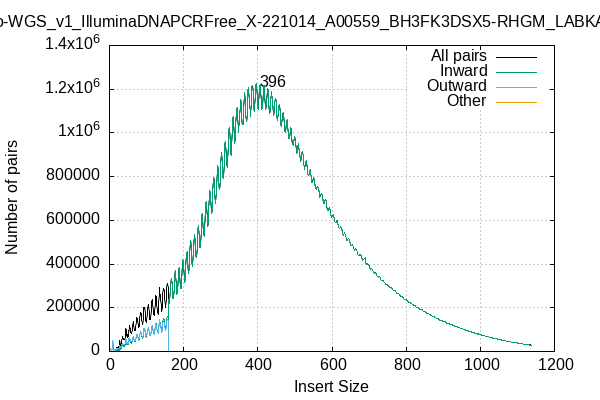 o-WGS_v1_IlluminaDNAPCRFree_X-221014_A00559_BH3FK3DSX5-RHGM_LABKA
1.4x10^6
1.2x10^6
1x10^6
800000
600000
400000
200000
0
Number of pairs
396
All pairs
Inward
Outward
Other
0 200 400 600 800 1000 1200
Insert Size